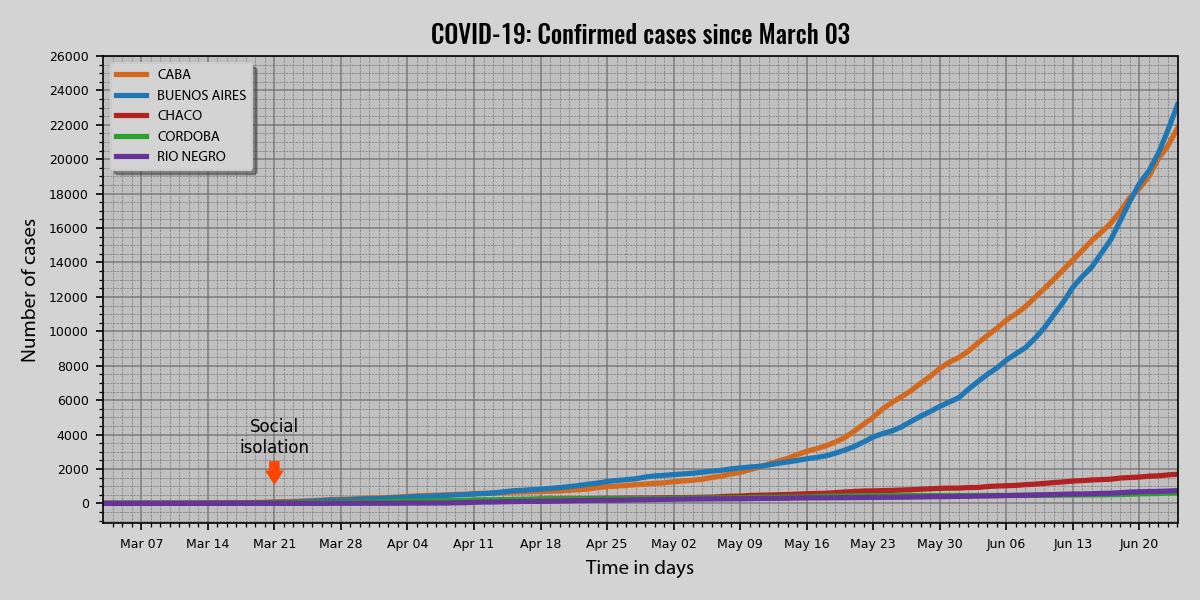 COVID-19: Confirmed cases since March 03
26000
24000
22000
20000
18000
16000
14000
12000
10000
8000
6000
4000
2000
0
Number of cases
CABA
BUENOS AIRES
CHACO
CORDOBA
RIO NEGRO
Social
isolation
Mar 07 Mar 14 Mar 21 Mar 28 Apr 04 Apr 11 Apr 18 Apr 25 May 02 May 09 May 16 May 23 May 30 Jun 06 Jun 13 Jun 20
Time in days